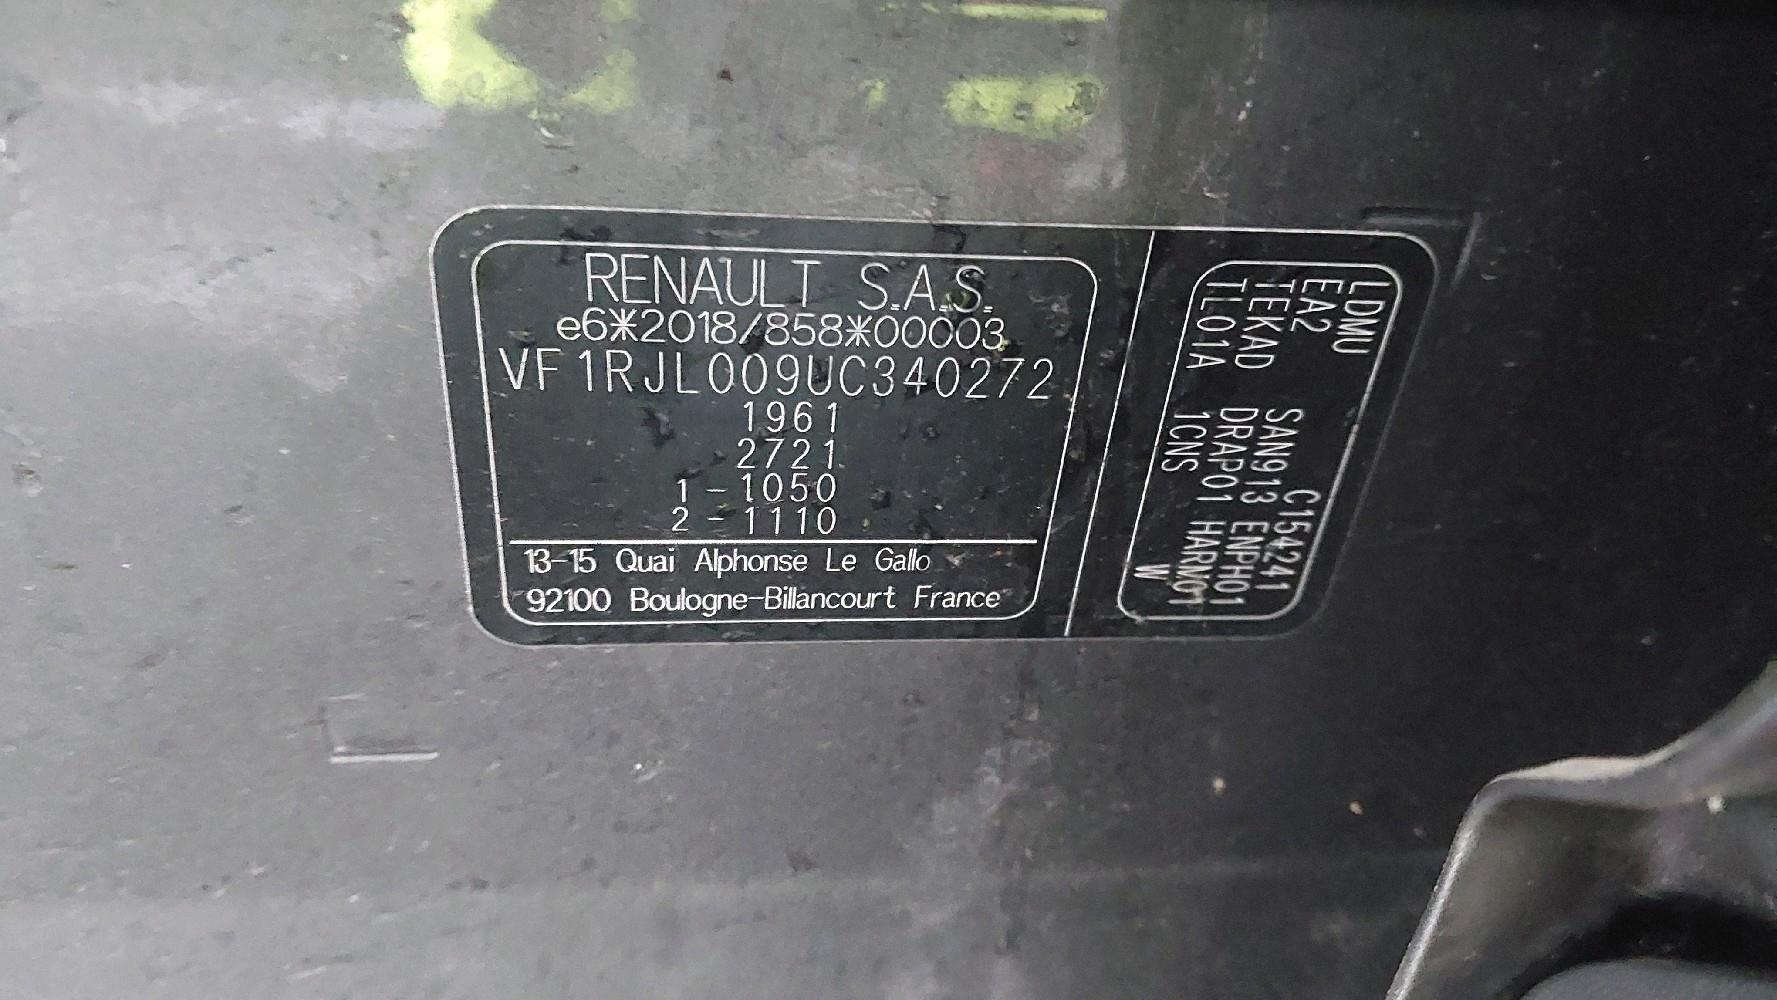 RENAULT S.A.S.
e6*2018/858*00003
VF1RJL009UC340272
1961
2721
1-1050
2-1110
13-15 Quai Alphonse Le Gallo
92100 Boulogne-Billancourt France
LDMU
EA2 C154241
TEKAD SAN913 ENPH01
TL01A DRAP01 HARM01
1CNS W